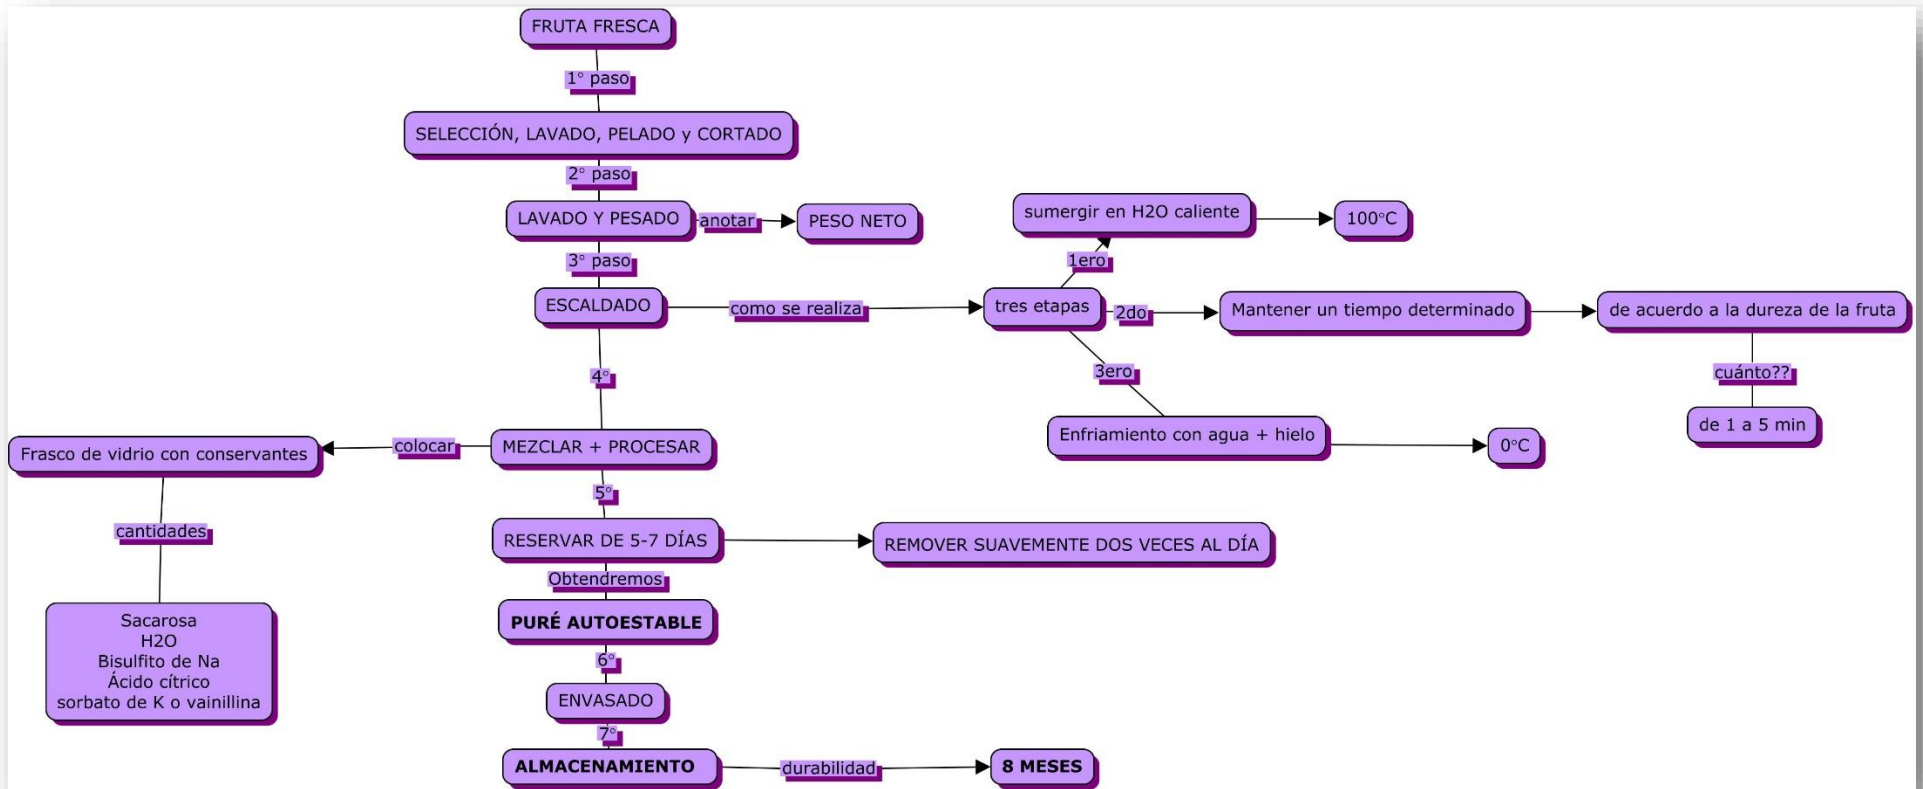 FRUTA FRESCA
1° paso
SELECCIÓN, LAVADO, PELADO y CORTADO
2° paso
LAVADO Y PESADO
anotar
PESO NETO
3° paso
ESCALDADO
como se realiza
tres etapas
1ero
sumergir en H2O caliente
100°C
2do
Mantener un tiempo determinado
de acuerdo a la dureza de la fruta
cuánto??
de 1 a 5 min
3ero
Enfriamiento con agua + hielo
0°C
4°
MEZCLAR + PROCESAR
colocar
Frasco de vidrio con conservantes
cantidades
Sacarosa
H2O
Bisulfito de Na
Ácido cítrico
sorbato de K o vainillina
5°
RESERVAR DE 5-7 DÍAS
REMOVER SUAVEMENTE DOS VECES AL DÍA
Obtendremos
PURÉ AUTOESTABLE
6°
ENVASADO
7°
ALMACENAMIENTO
durabilidad
8 MESES